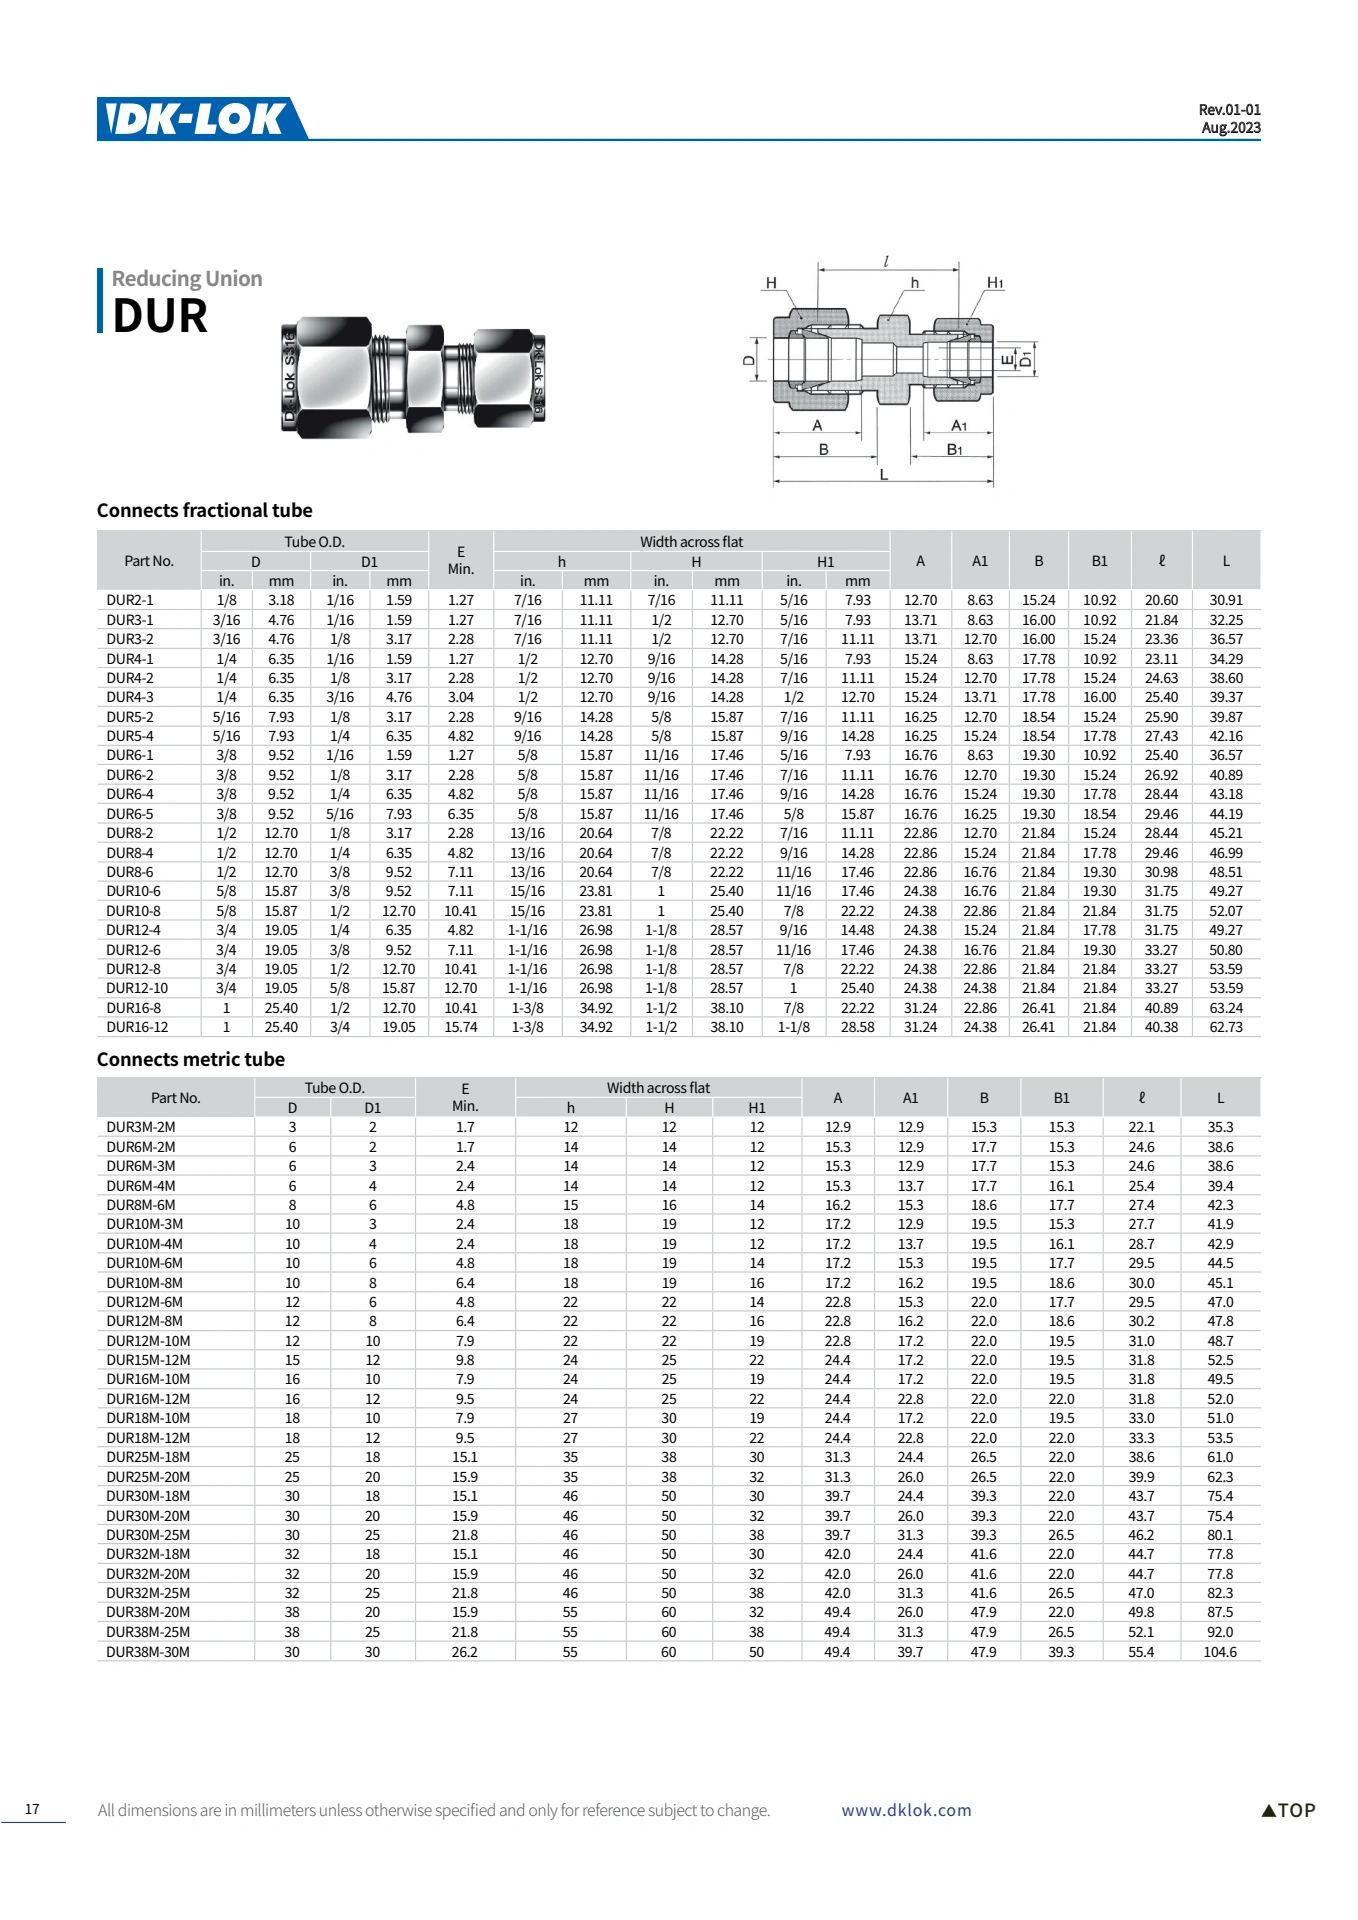 DK-LOK
Rev.01-01
Aug.2023
Reducing Union
DUR
DK-Lok S316
DK-Lok S316
l
H h H1
D E D1
A A1
B B1
L
Connects fractional tube
Part No. Tube O.D. E Min. Width across flat A A1 B B1 ℓ L
D D1 h H H1
in. mm in. mm in. mm in. mm in. mm
DUR2-1 1/8 3.18 1/16 1.59 1.27 7/16 11.11 7/16 11.11 5/16 7.93 12.70 8.63 15.24 10.92 20.60 30.91
DUR3-1 3/16 4.76 1/16 1.59 1.27 7/16 11.11 1/2 12.70 5/16 7.93 13.71 8.63 16.00 10.92 21.84 32.25
DUR3-2 3/16 4.76 1/8 3.17 2.28 7/16 11.11 1/2 12.70 7/16 11.11 13.71 12.70 16.00 15.24 23.36 36.57
DUR4-1 1/4 6.35 1/16 1.59 1.27 1/2 12.70 9/16 14.28 5/16 7.93 15.24 8.63 17.78 10.92 23.11 34.29
DUR4-2 1/4 6.35 1/8 3.17 2.28 1/2 12.70 9/16 14.28 7/16 11.11 15.24 12.70 17.78 15.24 24.63 38.60
DUR4-3 1/4 6.35 3/16 4.76 3.04 1/2 12.70 9/16 14.28 1/2 12.70 15.24 13.71 17.78 16.00 25.40 39.37
DUR5-2 5/16 7.93 1/8 3.17 2.28 9/16 14.28 5/8 15.87 7/16 11.11 16.25 12.70 18.54 15.24 25.90 39.87
DUR5-4 5/16 7.93 1/4 6.35 4.82 9/16 14.28 5/8 15.87 9/16 14.28 16.25 15.24 18.54 17.78 27.43 42.16
DUR6-1 3/8 9.52 1/16 1.59 1.27 5/8 15.87 11/16 17.46 5/16 7.93 16.76 8.63 19.30 10.92 25.40 36.57
DUR6-2 3/8 9.52 1/8 3.17 2.28 5/8 15.87 11/16 17.46 7/16 11.11 16.76 12.70 19.30 15.24 26.92 40.89
DUR6-4 3/8 9.52 1/4 6.35 4.82 5/8 15.87 11/16 17.46 9/16 14.28 16.76 15.24 19.30 17.78 28.44 43.18
DUR6-5 3/8 9.52 5/16 7.93 6.35 5/8 15.87 11/16 17.46 5/8 15.87 16.76 16.25 19.30 18.54 29.46 44.19
DUR8-2 1/2 12.70 1/8 3.17 2.28 13/16 20.64 7/8 22.22 7/16 11.11 22.86 12.70 21.84 15.24 28.44 45.21
DUR8-4 1/2 12.70 1/4 6.35 4.82 13/16 20.64 7/8 22.22 9/16 14.28 22.86 15.24 21.84 17.78 29.46 46.99
DUR8-6 1/2 12.70 3/8 9.52 7.11 13/16 20.64 7/8 22.22 11/16 17.46 22.86 16.76 21.84 19.30 30.98 48.51
DUR10-6 5/8 15.87 3/8 9.52 7.11 15/16 23.81 1 25.40 11/16 17.46 24.38 16.76 21.84 19.30 31.75 49.27
DUR10-8 5/8 15.87 1/2 12.70 10.41 15/16 23.81 1 25.40 7/8 22.22 24.38 22.86 21.84 21.84 31.75 52.07
DUR12-4 3/4 19.05 1/4 6.35 4.82 1-1/16 26.98 1-1/8 28.57 9/16 14.48 24.38 15.24 21.84 17.78 31.75 49.27
DUR12-6 3/4 19.05 3/8 9.52 7.11 1-1/16 26.98 1-1/8 28.57 11/16 17.46 24.38 16.76 21.84 19.30 33.27 50.80
DUR12-8 3/4 19.05 1/2 12.70 10.41 1-1/16 26.98 1-1/8 28.57 7/8 22.22 24.38 22.86 21.84 21.84 33.27 53.59
DUR12-10 3/4 19.05 5/8 15.87 12.70 1-1/16 26.98 1-1/8 28.57 1 25.40 24.38 24.38 21.84 21.84 33.27 53.59
DUR16-8 1 25.40 1/2 12.70 10.41 1-3/8 34.92 1-1/2 38.10 7/8 22.22 31.24 22.86 26.41 21.84 40.89 63.24
DUR16-12 1 25.40 3/4 19.05 15.74 1-3/8 34.92 1-1/2 38.10 1-1/8 28.58 31.24 24.38 26.41 21.84 40.38 62.73
Connects metric tube
Part No. Tube O.D. E Min. Width across flat A A1 B B1 ℓ L
D D1 h H H1
DUR3M-2M 3 2 1.7 12 12 12 12.9 12.9 15.3 15.3 22.1 35.3
DUR6M-2M 6 2 1.7 14 14 12 15.3 12.9 17.7 15.3 24.6 38.6
DUR6M-3M 6 3 2.4 14 14 12 15.3 12.9 17.7 15.3 24.6 38.6
DUR6M-4M 6 4 2.4 14 14 12 15.3 13.7 17.7 16.1 25.4 39.4
DUR8M-6M 8 6 4.8 15 16 14 16.2 15.3 18.6 17.7 27.4 42.3
DUR10M-3M 10 3 2.4 18 19 12 17.2 12.9 19.5 15.3 27.7 41.9
DUR10M-4M 10 4 2.4 18 19 12 17.2 13.7 19.5 16.1 28.7 42.9
DUR10M-6M 10 6 4.8 18 19 14 17.2 15.3 19.5 17.7 29.5 44.5
DUR10M-8M 10 8 6.4 18 19 16 17.2 16.2 19.5 18.6 30.0 45.1
DUR12M-6M 12 6 4.8 22 22 14 22.8 15.3 22.0 17.7 29.5 47.0
DUR12M-8M 12 8 6.4 22 22 16 22.8 16.2 22.0 18.6 30.2 47.8
DUR12M-10M 12 10 7.9 22 22 19 22.8 17.2 22.0 19.5 31.0 48.7
DUR15M-12M 15 12 9.8 24 25 22 24.4 17.2 22.0 19.5 31.8 52.5
DUR16M-10M 16 10 7.9 24 25 19 24.4 17.2 22.0 19.5 31.8 49.5
DUR16M-12M 16 12 9.5 24 25 22 24.4 22.8 22.0 22.0 31.8 52.0
DUR18M-10M 18 10 7.9 27 30 19 24.4 17.2 22.0 19.5 33.0 51.0
DUR18M-12M 18 12 9.5 27 30 22 24.4 22.8 22.0 22.0 33.3 53.5
DUR25M-18M 25 18 15.1 35 38 30 31.3 24.4 26.5 22.0 38.6 61.0
DUR25M-20M 25 20 15.9 35 38 32 31.3 26.0 26.5 22.0 39.9 62.3
DUR30M-18M 30 18 15.1 46 50 30 39.7 24.4 39.3 22.0 43.7 75.4
DUR30M-20M 30 20 15.9 46 50 32 39.7 26.0 39.3 22.0 43.7 75.4
DUR30M-25M 30 25 21.8 46 50 38 39.7 31.3 39.3 26.5 46.2 80.1
DUR32M-18M 32 18 15.1 46 50 30 42.0 24.4 41.6 22.0 44.7 77.8
DUR32M-20M 32 20 15.9 46 50 32 42.0 26.0 41.6 22.0 44.7 77.8
DUR32M-25M 32 25 21.8 46 50 38 42.0 31.3 41.6 26.5 47.0 82.3
DUR38M-20M 38 20 15.9 55 60 32 49.4 26.0 47.9 22.0 49.8 87.5
DUR38M-25M 38 25 21.8 55 60 38 49.4 31.3 47.9 26.5 52.1 92.0
DUR38M-30M 30 30 26.2 55 60 50 49.4 39.7 47.9 39.3 55.4 104.6
17 All dimensions are in millimeters unless otherwise specified and only for reference subject to change. www.dklok.com ▲TOP